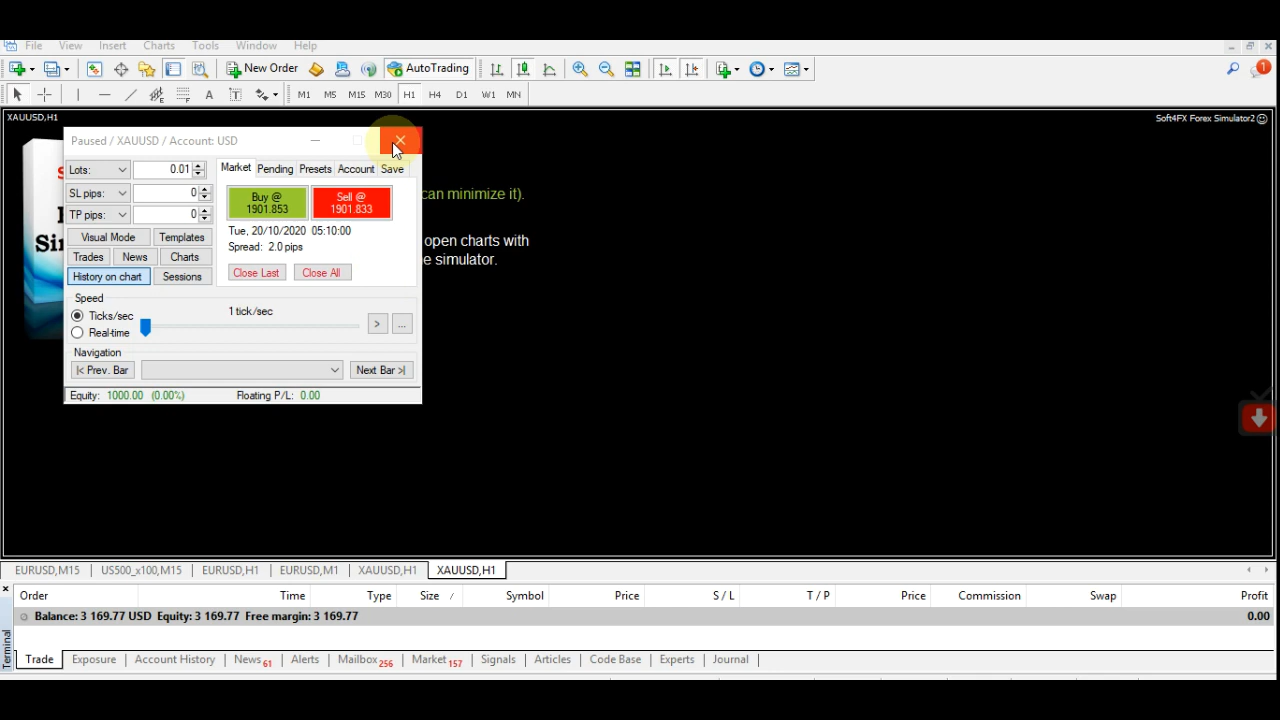 File View Insert Charts Tools Window Help
New Order AutoTrading 1
A T M1 M5 M15 M30 H1 H4 D1 W1 MN
XAUUSD,H1 Soft4FX Forex Simulator2
Paused / XAUUSD / Account: USD
Lots: 0.01 Market Pending Presets Account Save
SL pips: 0 Buy @ 1901.853 Sell @ 1901.833
can minimize it).
TP pips: 0
Visual Mode Templates Tue, 20/10/2020 05:10:00
open charts with
Si
Trades News Charts Spread: 2.0 pips
e simulator.
History on chart Sessions Close Last Close All
Speed
Ticks/sec 1 tick/sec
Real-time > ...
Navigation
|< Prev. Bar Next Bar >|
Equity: 1000.00 (0.00%) Floating P/L: 0.00
EURUSD,M15 US500_x100,M15 EURUSD,H1 EURUSD,M1 XAUUSD,H1 XAUUSD,H1
Order Time Type Size / Symbol Price S / L T / P Price Commission Swap Profit
Balance: 3 169.77 USD Equity: 3 169.77 Free margin: 3 169.77 0.00
Terminal
Trade Exposure Account History News 61 Alerts Mailbox 256 Market 157 Signals Articles Code Base Experts Journal